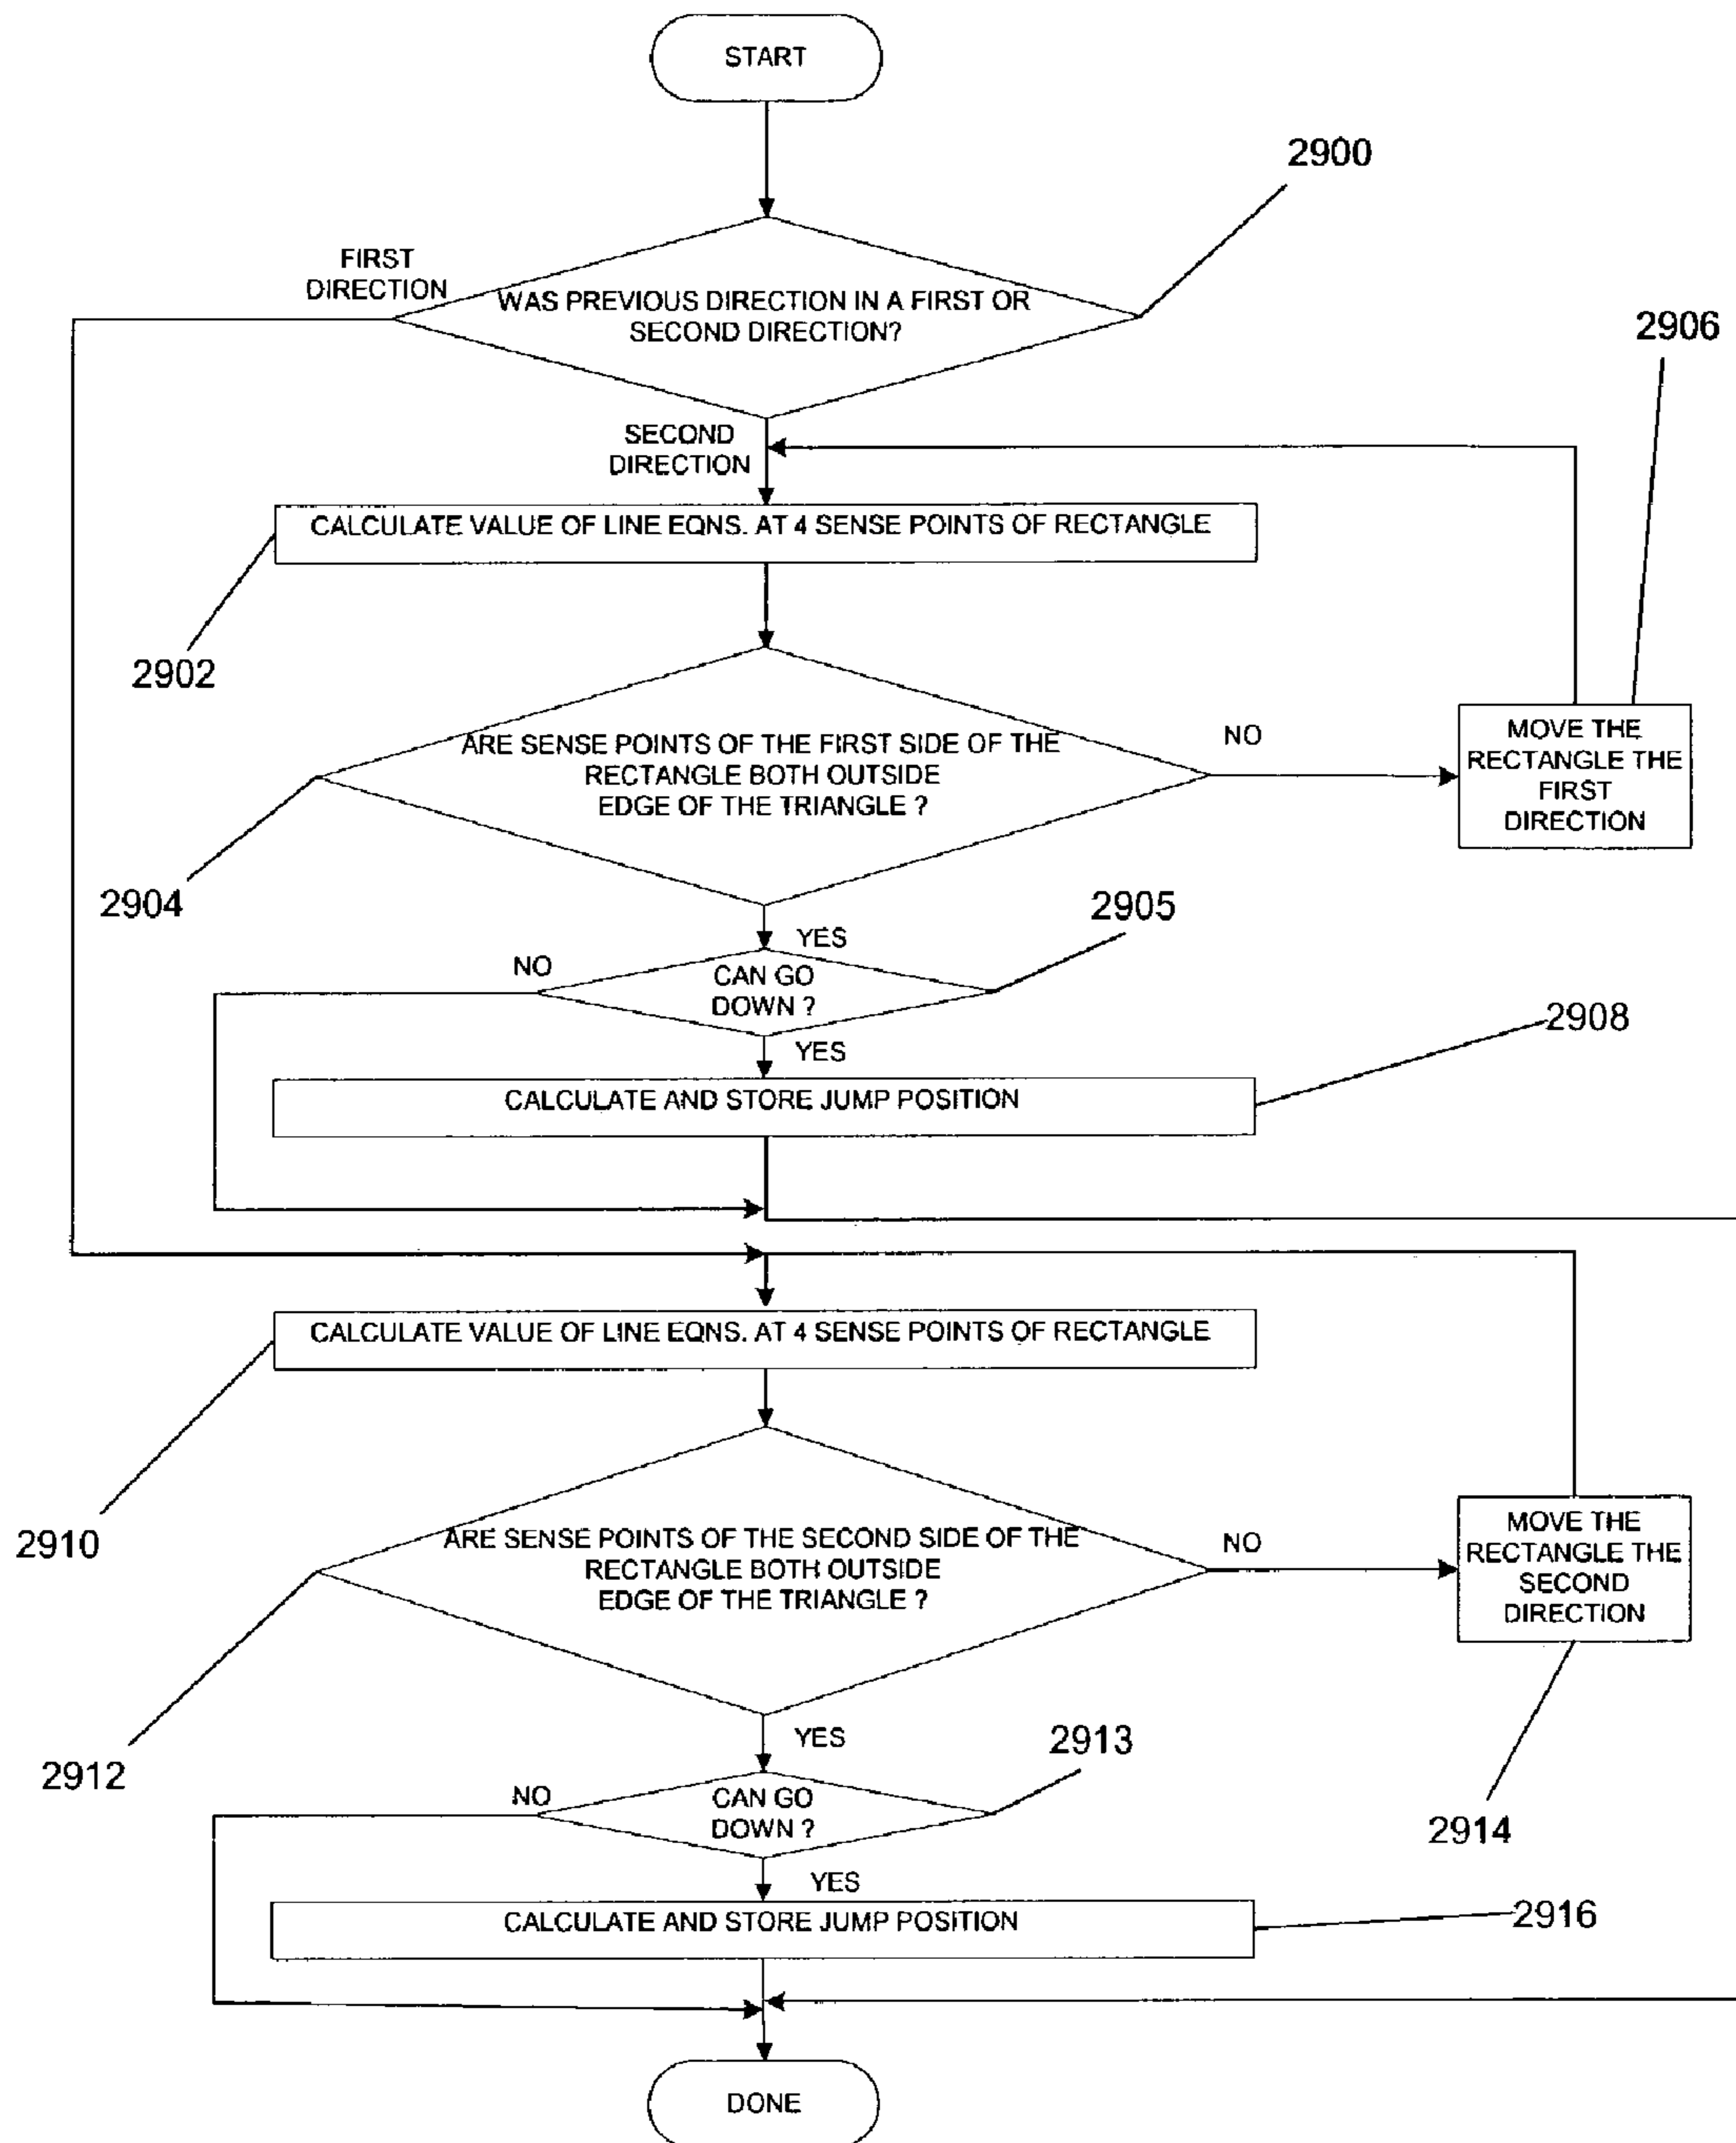 START
2900
FIRST
DIRECTION
WAS PREVIOUS DIRECTION IN A FIRST OR
SECOND DIRECTION?
2906
SECOND
DIRECTION
CALCULATE VALUE OF LINE EQNS. AT 4 SENSE POINTS OF RECTANGLE
2902
ARE SENSE POINTS OF THE FIRST SIDE OF THE
RECTANGLE BOTH OUTSIDE
EDGE OF THE TRIANGLE ?
NO
MOVE THE
RECTANGLE THE
FIRST
DIRECTION
2904
2905
YES
NO
CAN GO
DOWN ?
2908
YES
CALCULATE AND STORE JUMP POSITION
CALCULATE VALUE OF LINE EQNS. AT 4 SENSE POINTS OF RECTANGLE
2910
ARE SENSE POINTS OF THE SECOND SIDE OF THE
RECTANGLE BOTH OUTSIDE
EDGE OF THE TRIANGLE ?
NO
MOVE THE
RECTANGLE THE
SECOND
DIRECTION
2912
YES
2913
NO
CAN GO
DOWN ?
2914
YES
CALCULATE AND STORE JUMP POSITION
2916
DONE